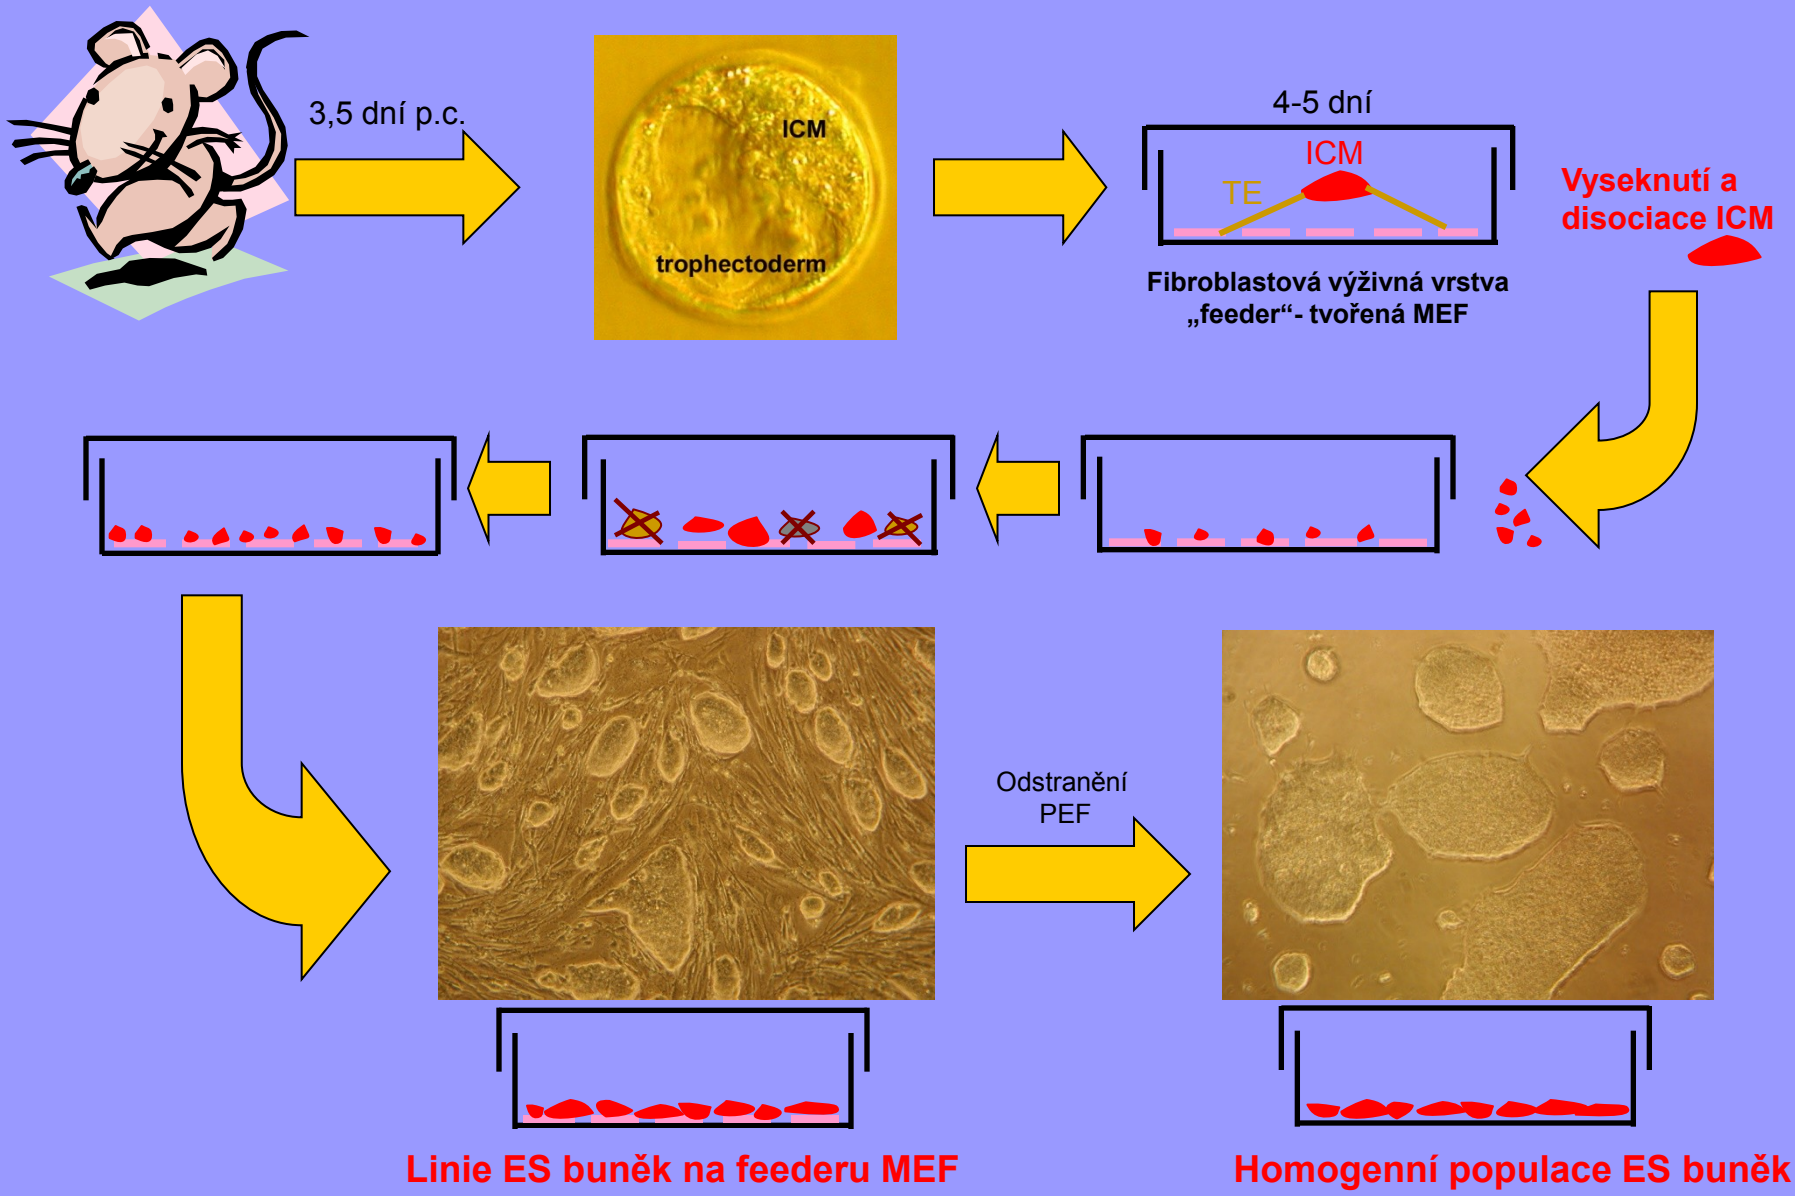 3,5 dní p.c.
ICM
trophectoderm
4-5 dní
ICM
TE
Fibroblastová výživná vrstva
„feeder“- tvořená MEF
Vyseknutí a
disociace ICM
Odstranění
PEF
Linie ES buněk na feederu MEF
Homogenní populace ES buněk